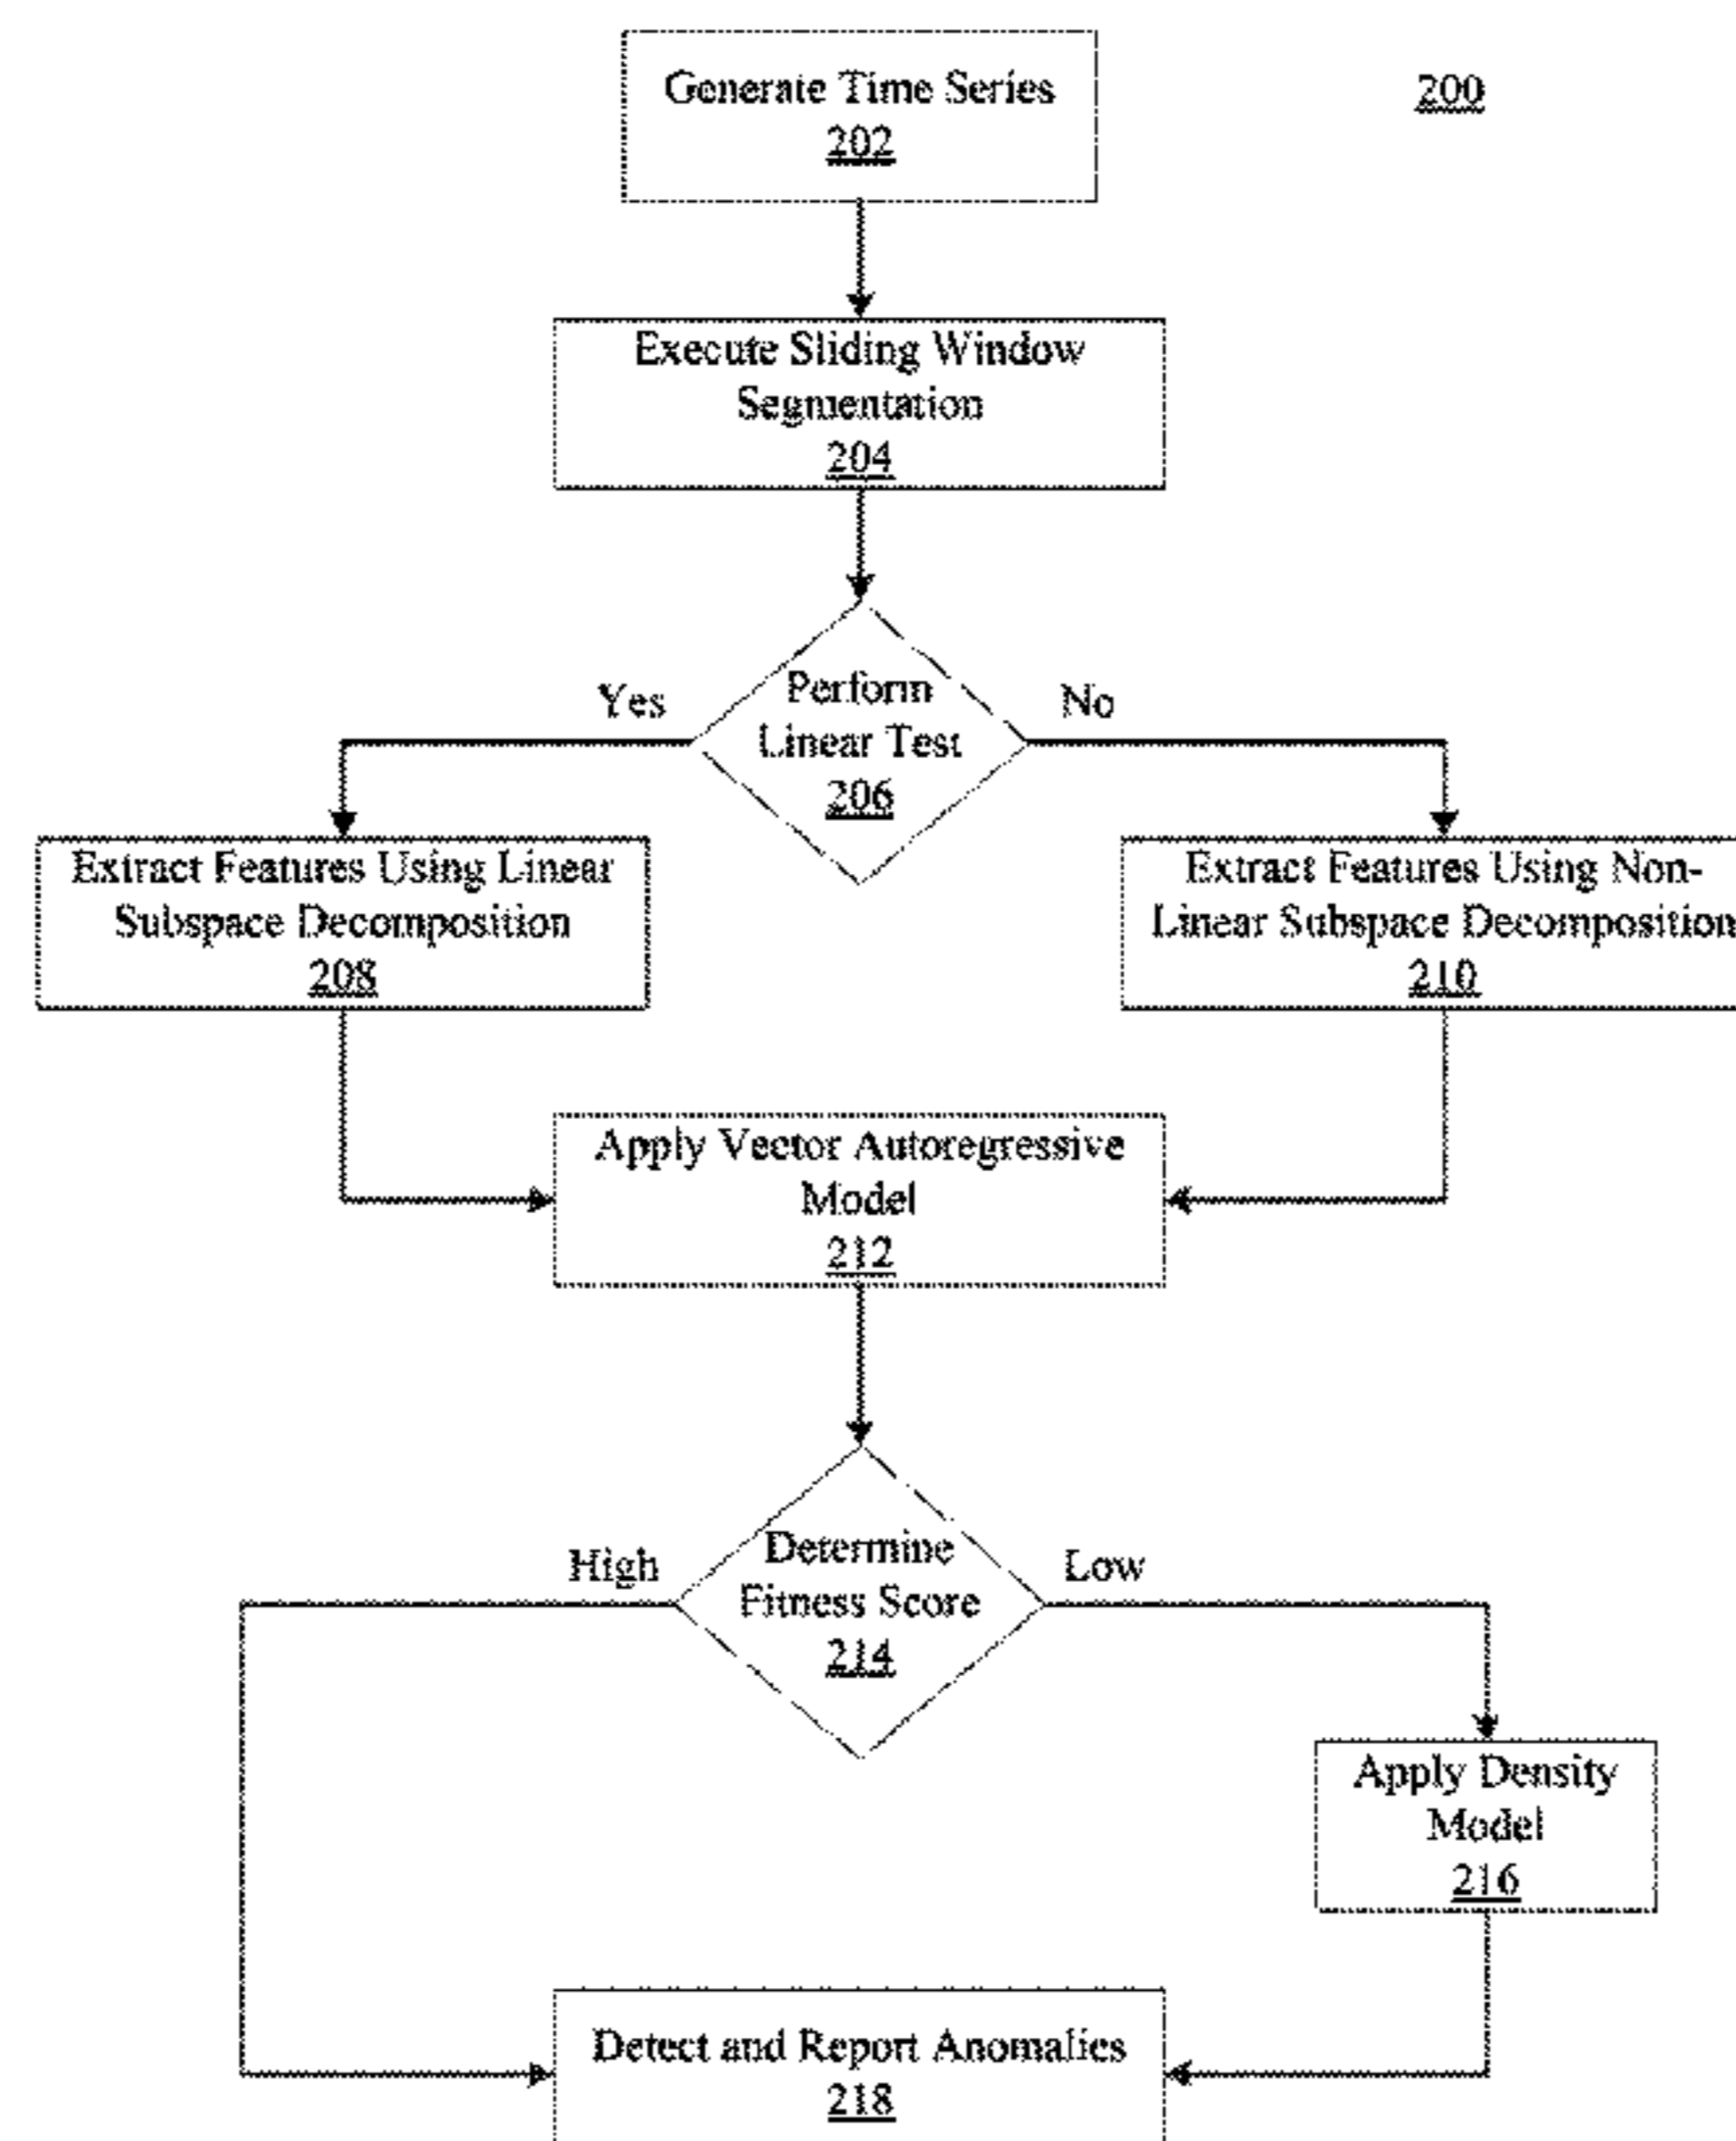 Generate Time Series
202
200
Execute Sliding Window
Segmentation
204
Perform
Linear Test
206
Yes
No
Extract Features Using Linear
Subspace Decomposition
208
Extract Features Using Non-
Linear Subspace Decomposition
210
Apply Vector Autoregressive
Model
212
Determine
Fitness Score
214
High
Low
Apply Density
Model
216
Detect and Report Anomalies
218